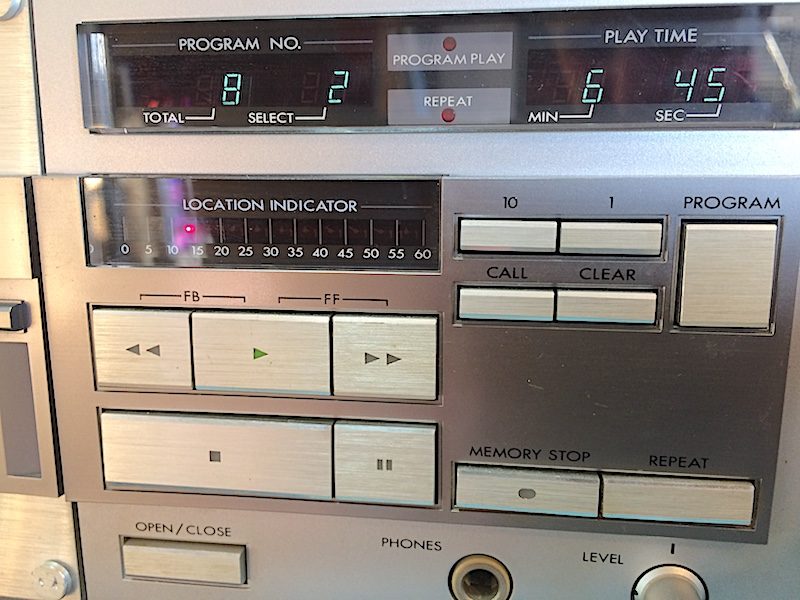 PROGRAM NO.
8 2
TOTAL SELECT
PROGRAM PLAY
REPEAT
PLAY TIME
6 45
MIN SEC
LOCATION INDICATOR
0 5 10 15 20 25 30 35 40 45 50 55 60
10 1
PROGRAM
CALL CLEAR
FB FF
MEMORY STOP REPEAT
OPEN/CLOSE
PHONES
LEVEL